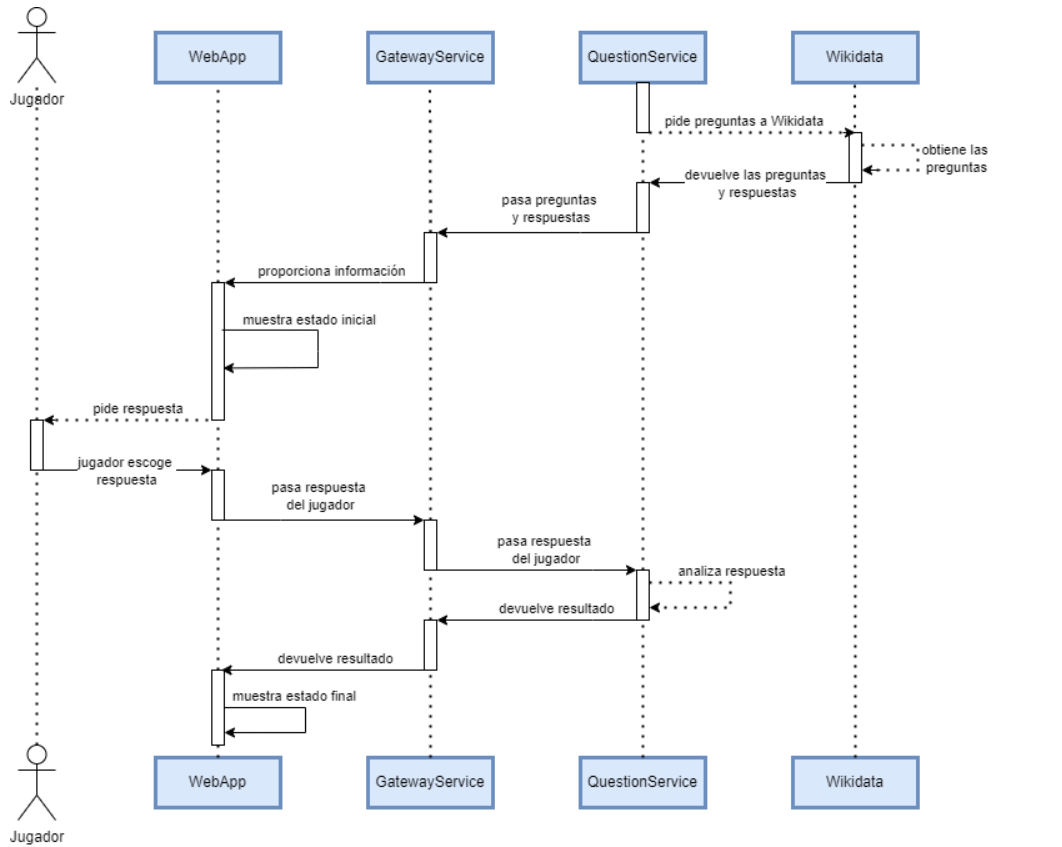 WebApp
GatewayService
QuestionService
Wikidata
Jugador
pide preguntas a Wikidata
obtiene las
preguntas
devuelve las preguntas
y respuestas
pasa preguntas
y respuestas
proporciona información
muestra estado inicial
pide respuesta
jugador escoge
respuesta
pasa respuesta
del jugador
pasa respuesta
del jugador
analiza respuesta
devuelve resultado
devuelve resultado
muestra estado final
WebApp
GatewayService
QuestionService
Wikidata
Jugador